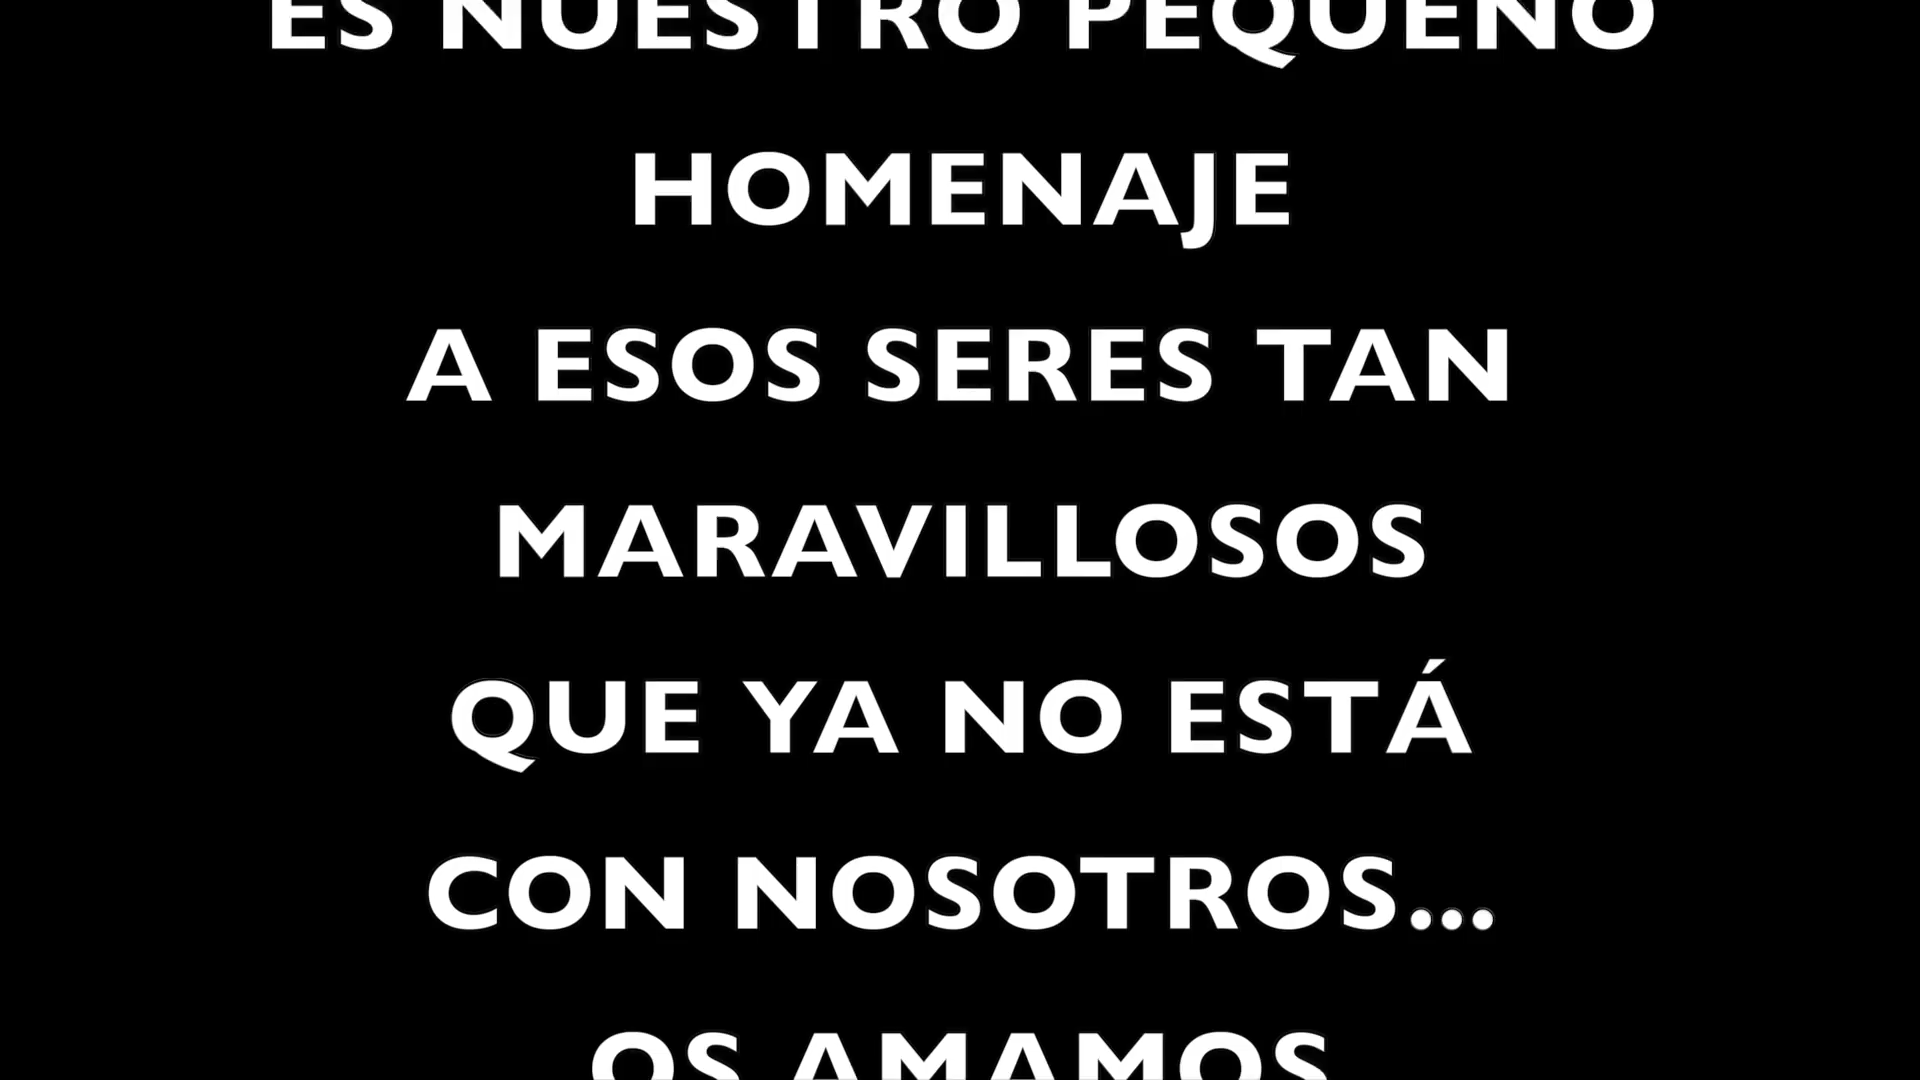 ES NUESTRO PEQUEÑO
HOMENAJE
A ESOS SERES TAN
MARAVILLOSOS
QUE YA NO ESTÁ
CON NOSOTROS...
OS AMAMOS